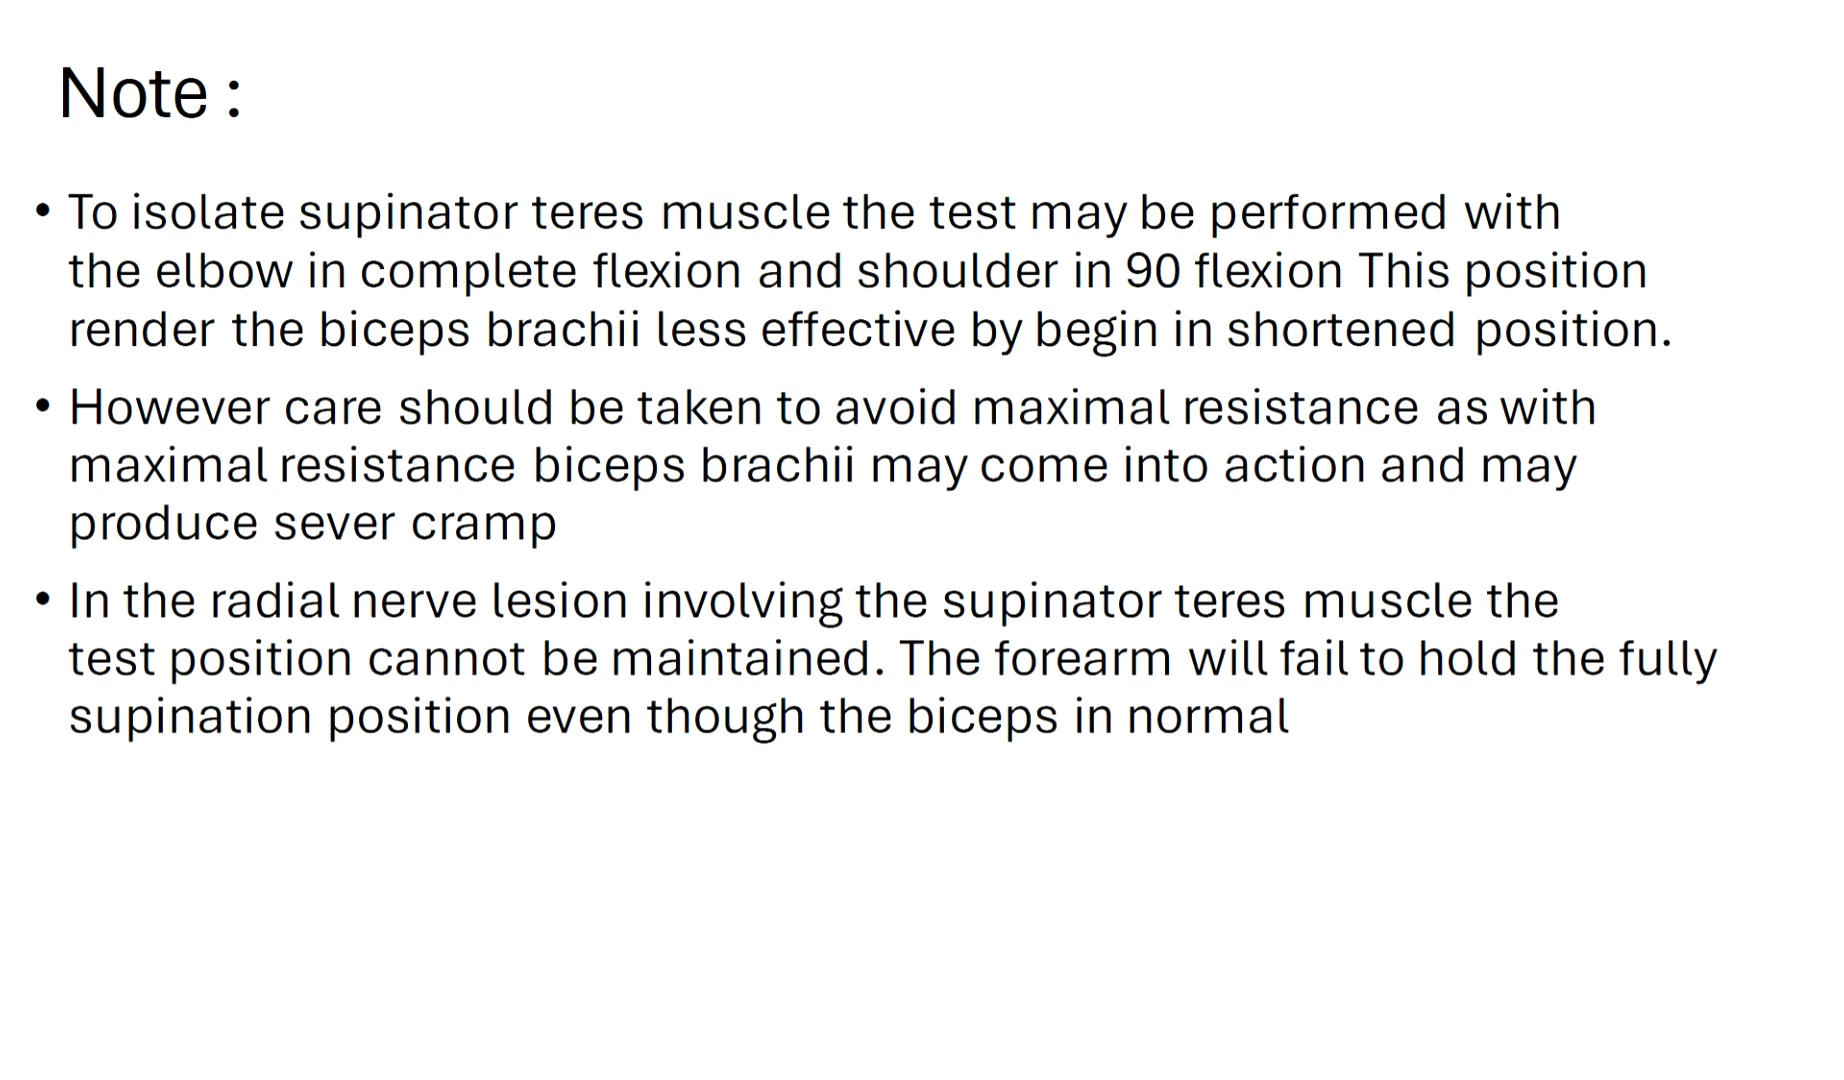 Note :
• To isolate supinator teres muscle the test may be performed with
the elbow in complete flexion and shoulder in 90 flexion This position
render the biceps brachii less effective by begin in shortened position.
• However care should be taken to avoid maximal resistance as with
maximal resistance biceps brachii may come into action and may
produce sever cramp
• In the radial nerve lesion involving the supinator teres muscle the
test position cannot be maintained. The forearm will fail to hold the fully
supination position even though the biceps in normal